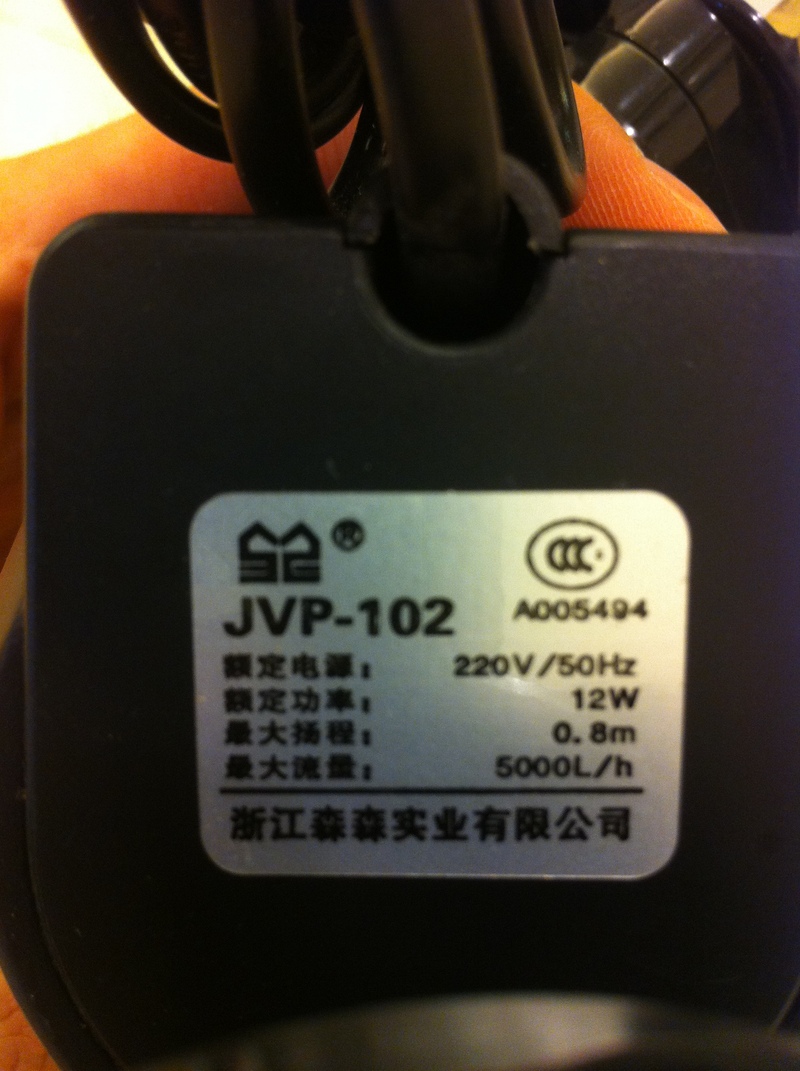 ®
CCC
JVP-102
A005494
额定电源： 220V/50Hz
额定功率： 12W
最大扬程： 0.8m
最大流量： 5000L/h
浙江森森实业有限公司